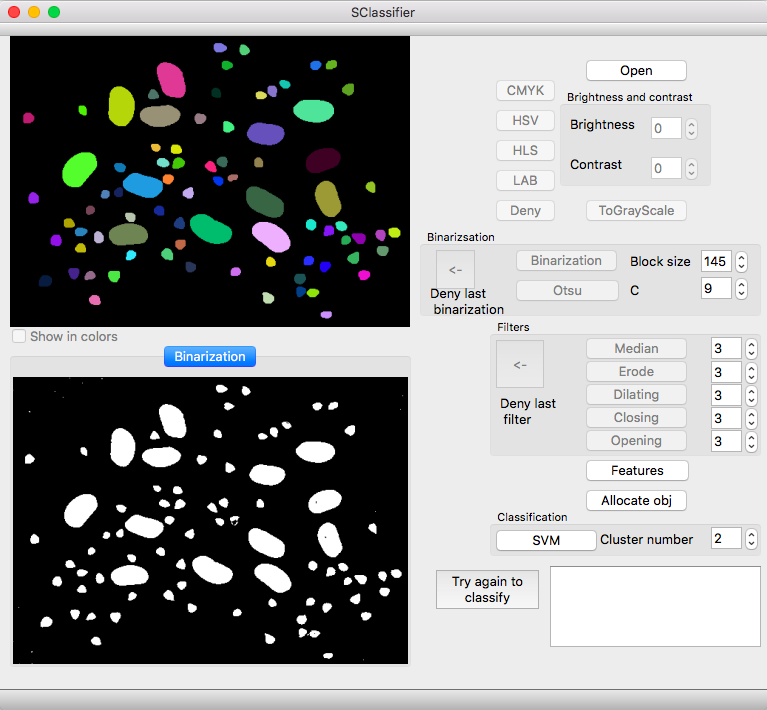 SClassifier
Open
CMYK
Brightness and contrast
HSV
Brightness
0
HLS
Contrast
0
LAB
Deny
ToGrayScale
Binarizsation
<-
Binarization
Block size
145
Deny last
binarization
Otsu
C
9
Show in colors
Filters
Binarization
<-
Median
3
Erode
3
Deny last
filter
Dilating
3
Closing
3
Opening
3
Features
Allocate obj
Classification
SVM
Cluster number
2
Try again to
classify